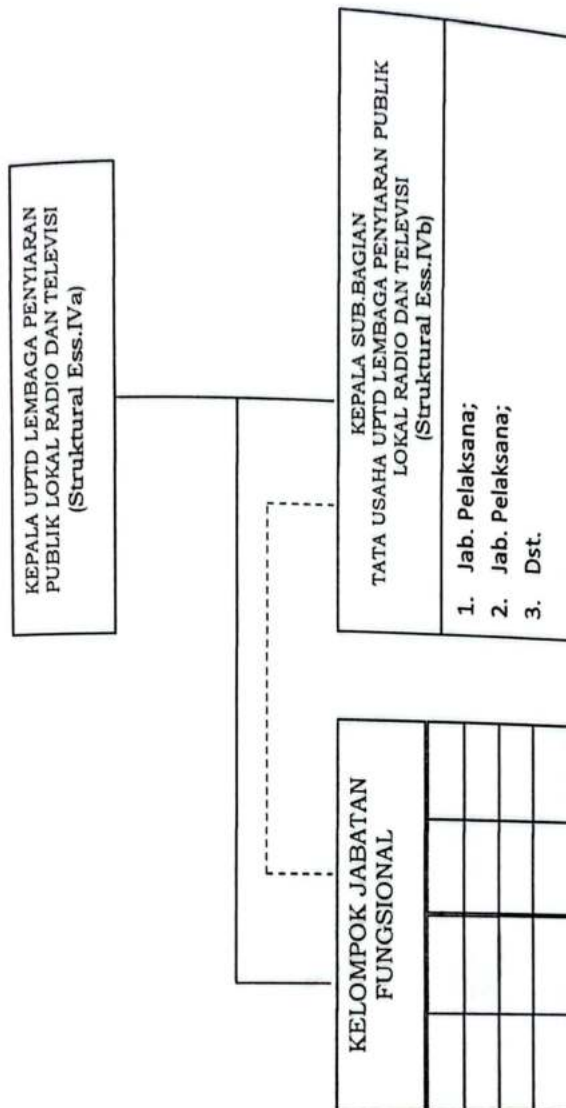 KEPALA UPTD LEMBAGA PENYIARAN
PUBLIK LOKAL RADIO DAN TELEVISI
(Struktural Ess.IVa)
KELOMPOK JABATAN
FUNGSIONAL
KEPALA SUB.BAGIAN
TATA USAHA UPTD LEMBAGA PENYIARAN PUBLIK
LOKAL RADIO DAN TELEVISI
(Struktural Ess.IVb)
1. Jab. Pelaksana;
2. Jab. Pelaksana;
3. Dst.